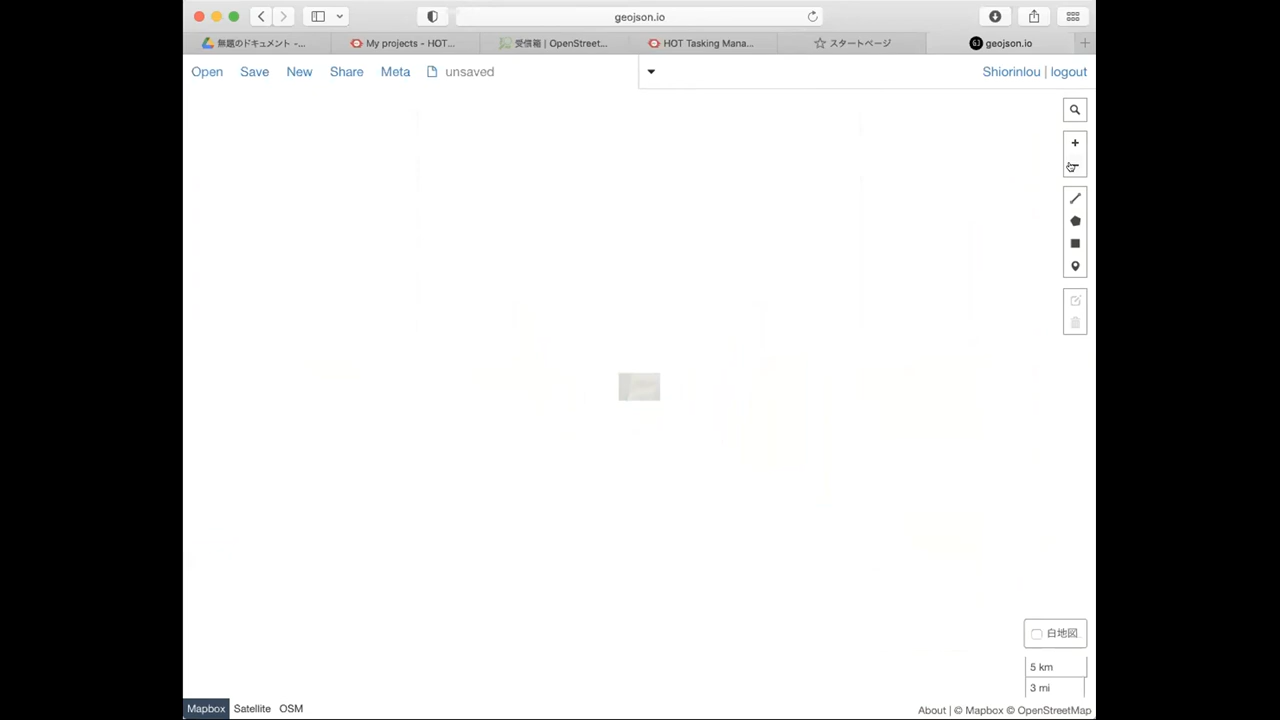 geojson.io
無題のドキュメント -...
My projects - HOT...
受信箱 | OpenStreet...
HOT Tasking Mana...
スタートページ
geojson.io
Open Save New Share Meta unsaved
Shiorinlou | logout
白地図
5 km
3 mi
Mapbox Satellite OSM
About | © Mapbox © OpenStreetMap